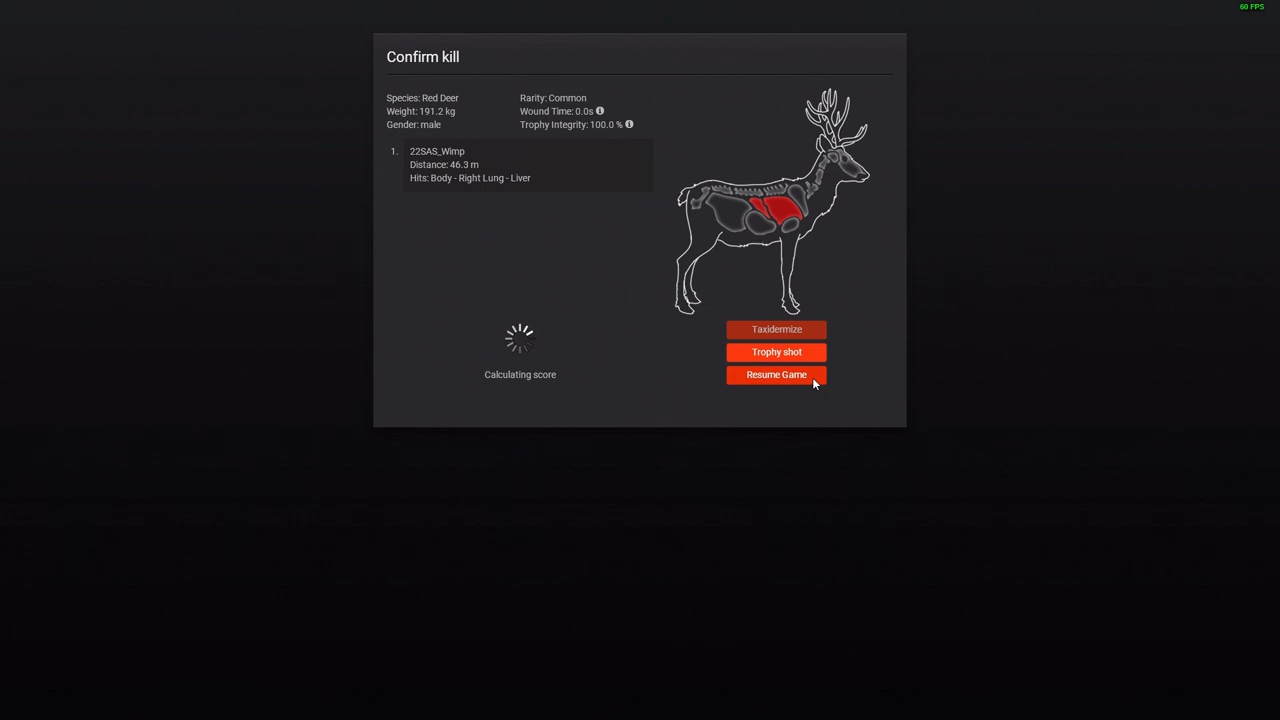 60 FPS
Confirm kill
Species: Red Deer
Weight: 191.2 kg
Gender: male
Rarity: Common
Wound Time: 0.0s
Trophy Integrity: 100.0 %
1.
22SAS_Wimp
Distance: 46.3 m
Hits: Body - Right Lung - Liver
Calculating score
Taxidermize
Trophy shot
Resume Game